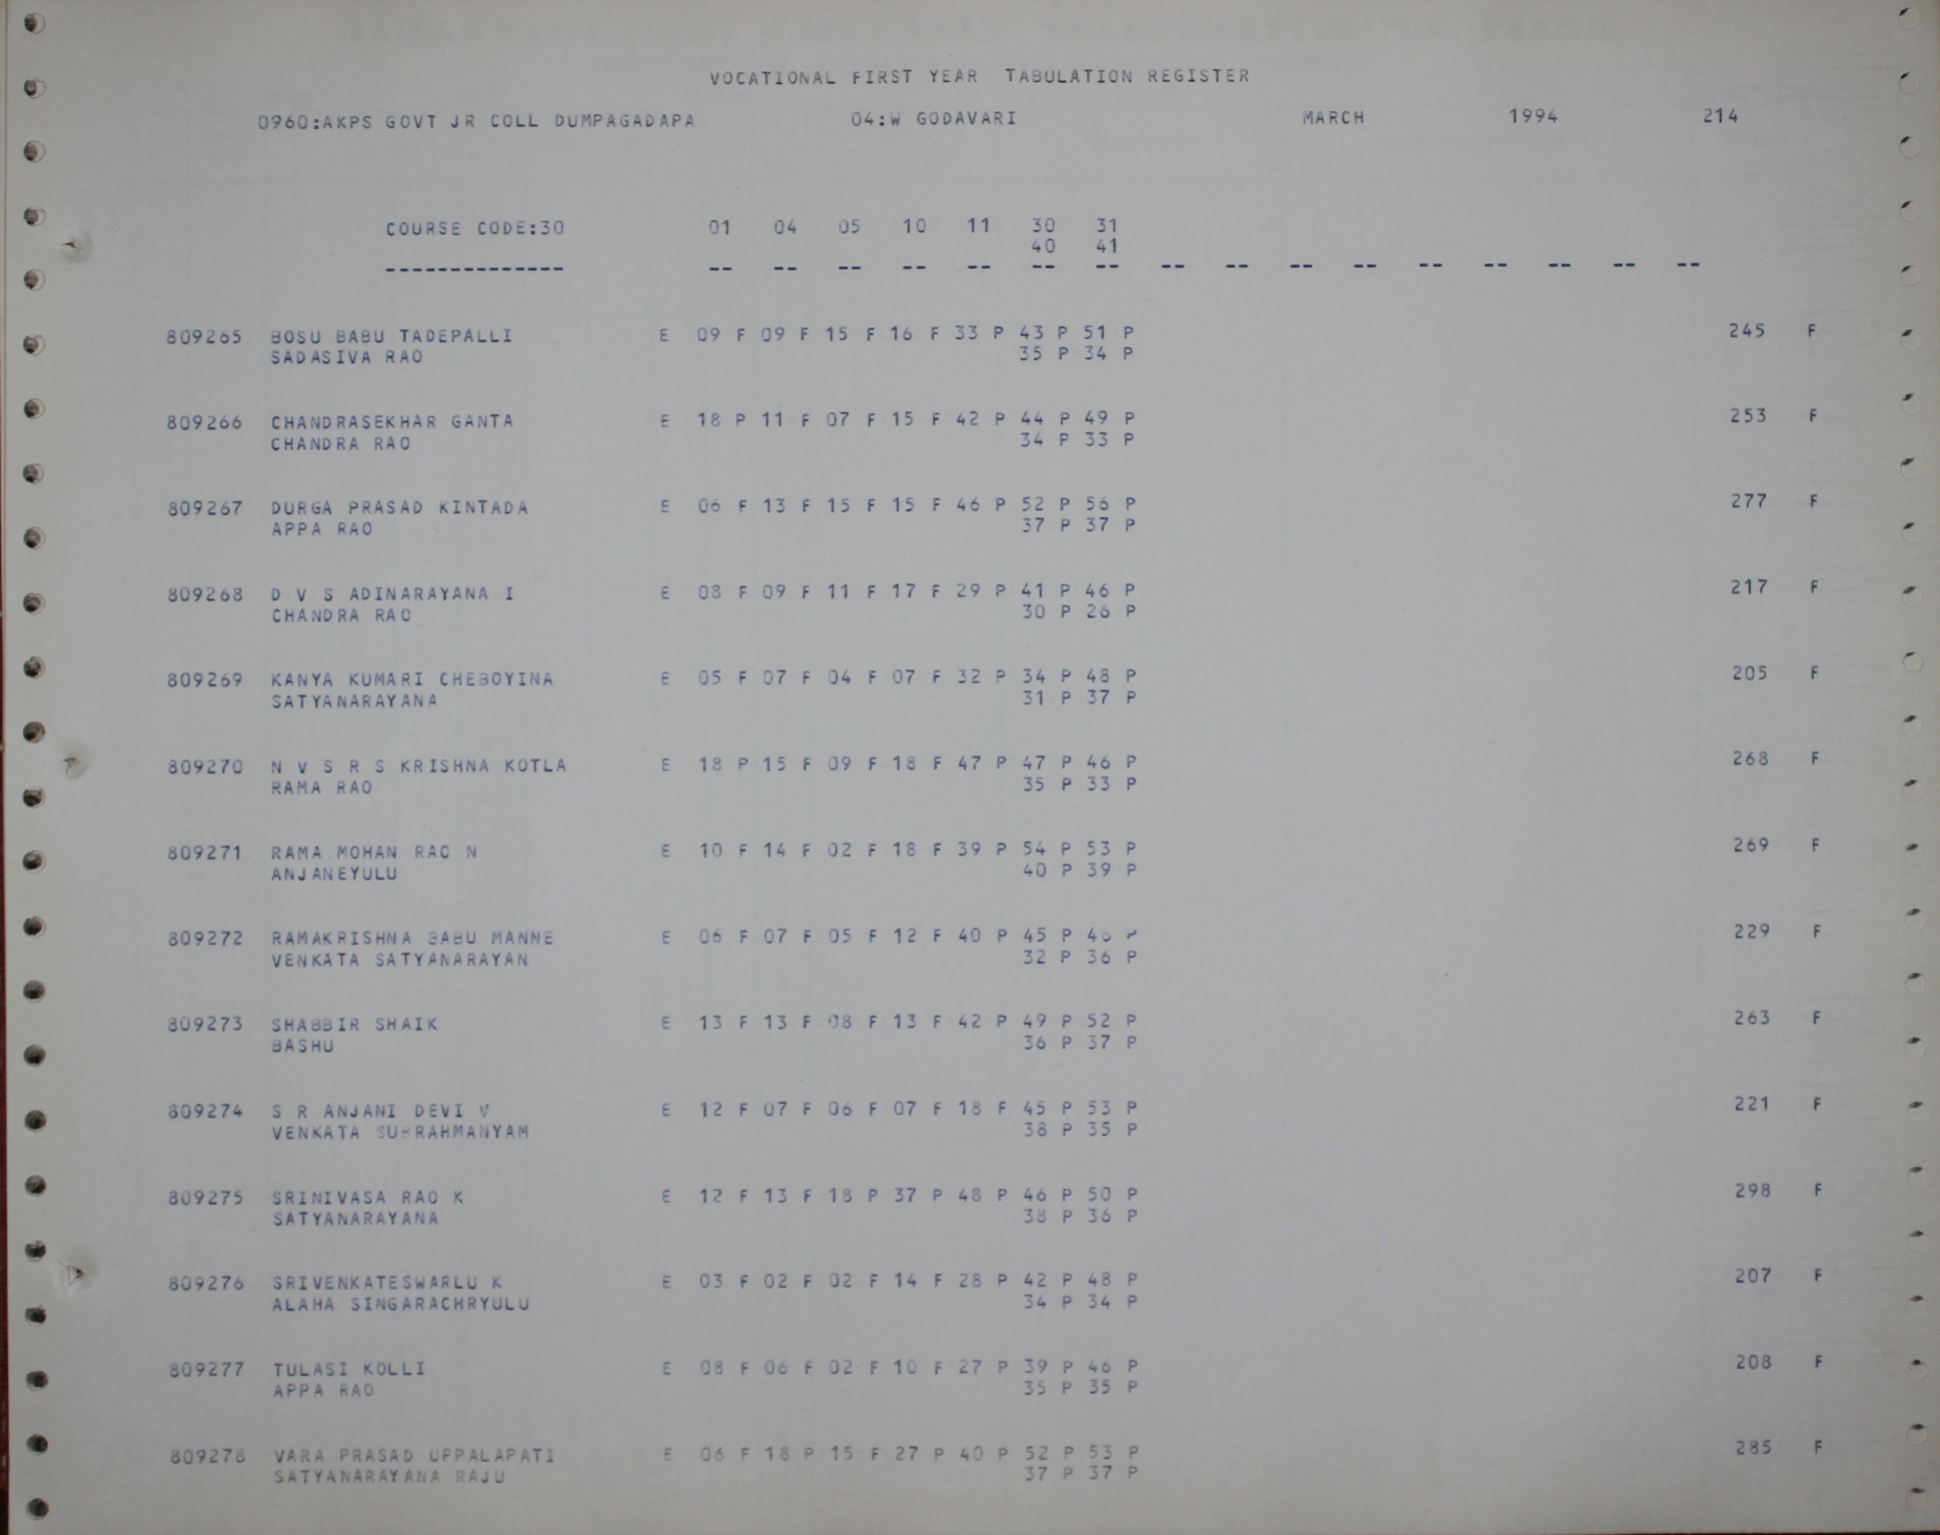 VOCATIONAL FIRST YEAR TABULATION REGISTER
0960:AKPS GOVT JR COLL DUMPAGADAPA 04:W GODAVARI MARCH 1994 214
COURSE CODE:30 01 04 05 10 11 30 31
40 41
-------------- -- -- -- -- -- -- -- -- -- -- -- -- -- -- -- --
809265 BOSU BABU TADEPALLI E 09 F 09 F 15 F 16 F 33 P 43 P 51 P 245 F
SADASIVA RAO 35 P 34 P
809266 CHANDRASEKHAR GANTA E 18 P 11 F 07 F 15 F 42 P 44 P 49 P 253 F
CHANDRA RAO 34 P 33 P
809267 DURGA PRASAD KINTADA E 06 F 13 F 15 F 15 F 46 P 52 P 56 P 277 F
APPA RAO 37 P 37 P
809268 D V S ADINARAYANA I E 08 F 09 F 11 F 17 F 29 P 41 P 46 P 217 F
CHANDRA RAO 30 P 26 P
809269 KANYA KUMARI CHEBOYINA E 05 F 07 F 04 F 07 F 32 P 34 P 48 P 205 F
SATYANARAYANA 31 P 37 P
809270 N V S R S KRISHNA KOTLA E 18 P 15 F 09 F 18 F 47 P 47 P 46 P 268 F
RAMA RAO 35 P 33 P
809271 RAMA MOHAN RAO N E 10 F 14 F 02 F 18 F 39 P 54 P 53 P 269 F
ANJANEYULU 40 P 39 P
809272 RAMAKRISHNA BABU MANNE E 06 F 07 F 05 F 12 F 40 P 45 P 46 P 229 F
VENKATA SATYANARAYAN 32 P 36 P
809273 SHABBIR SHAIK E 13 F 13 F 08 F 13 F 42 P 49 P 52 P 263 F
BASHU 36 P 37 P
809274 S R ANJANI DEVI V E 12 F 07 F 06 F 07 F 18 F 45 P 53 P 221 F
VENKATA SUBRAHMANYAM 38 P 35 P
809275 SRINIVASA RAO K E 12 F 13 F 18 P 37 P 48 P 46 P 50 P 298 F
SATYANARAYANA 38 P 36 P
809276 SRIVENKATESWARLU K E 03 F 02 F 02 F 14 F 28 P 42 P 48 P 207 F
ALAHA SINGARACHRYULU 34 P 34 P
809277 TULASI KOLLI E 08 F 06 F 02 F 10 F 27 P 39 P 46 P 208 F
APPA RAO 35 P 35 P
809278 VARA PRASAD UPPALAPATI E 06 F 18 P 15 F 27 P 40 P 52 P 53 P 285 F
SATYANARAYANA RAJU 37 P 37 P